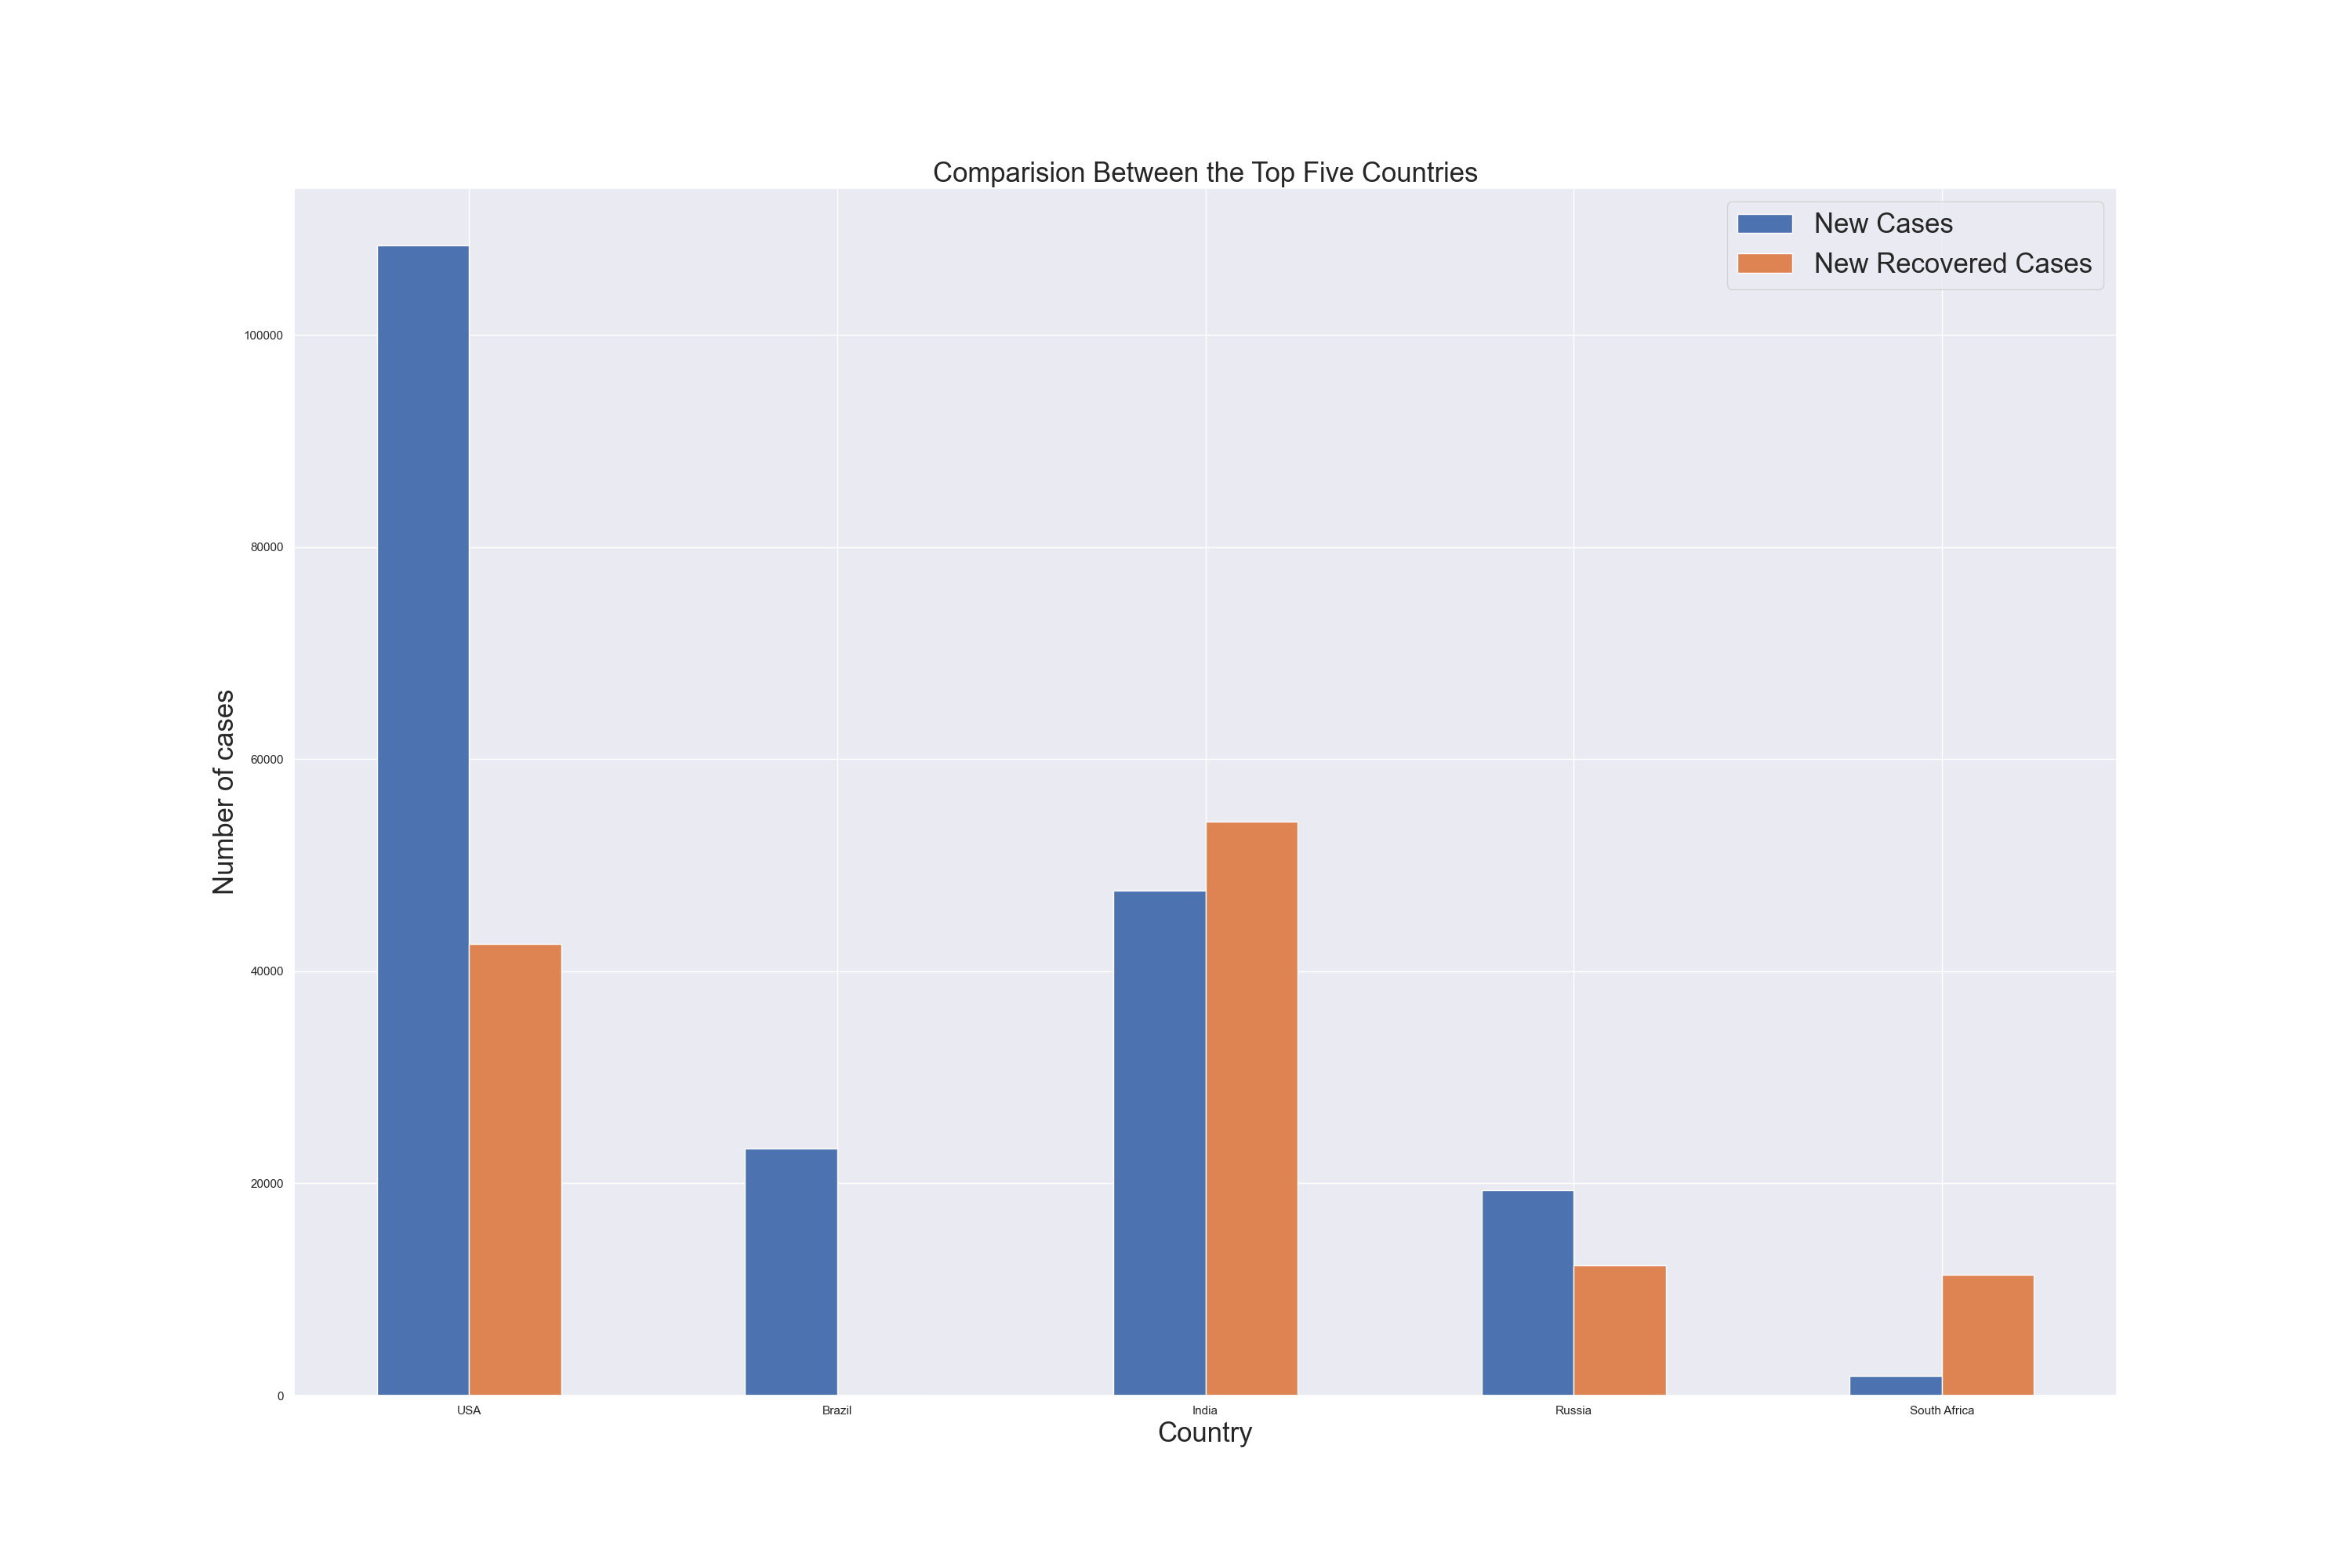 Comparision Between the Top Five Countries
New Cases
New Recovered Cases
100000
80000
60000
40000
20000
0
Number of cases
USA
Brazil
India
Russia
South Africa
Country